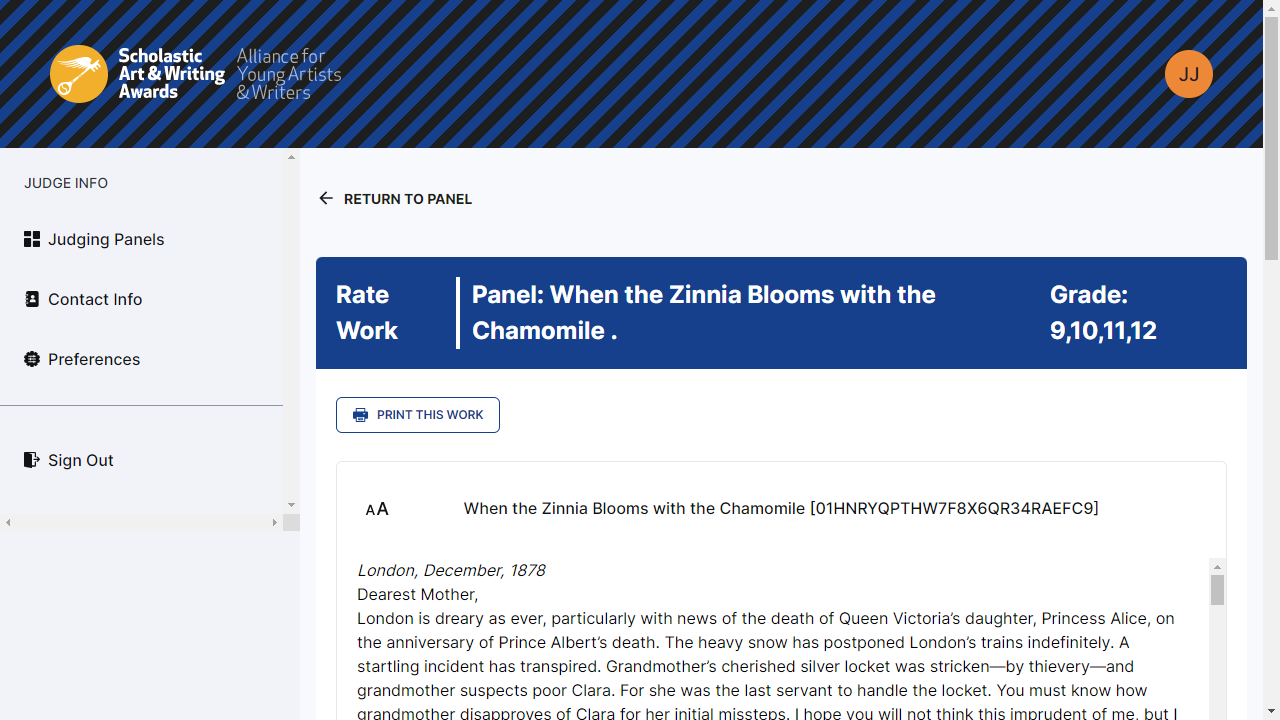 Scholastic
Art & Writing
Awards
Alliance for
Young Artists
& Writers
JJ
JUDGE INFO
Judging Panels
Contact Info
Preferences
Sign Out
RETURN TO PANEL
Rate
Work
Panel: When the Zinnia Blooms with the
Chamomile .
Grade:
9,10,11,12
PRINT THIS WORK
AA
When the Zinnia Blooms with the Chamomile [01HNRYQPTHW7F8X6QR34RAEFC9]
London, December, 1878
Dearest Mother,
London is dreary as ever, particularly with news of the death of Queen Victoria’s daughter, Princess Alice, on
the anniversary of Prince Albert’s death. The heavy snow has postponed London’s trains indefinitely. A
startling incident has transpired. Grandmother’s cherished silver locket was stricken—by thievery—and
grandmother suspects poor Clara. For she was the last servant to handle the locket. You must know how
grandmother disapproves of Clara for her initial missteps. I hope you will not think this imprudent of me, but I